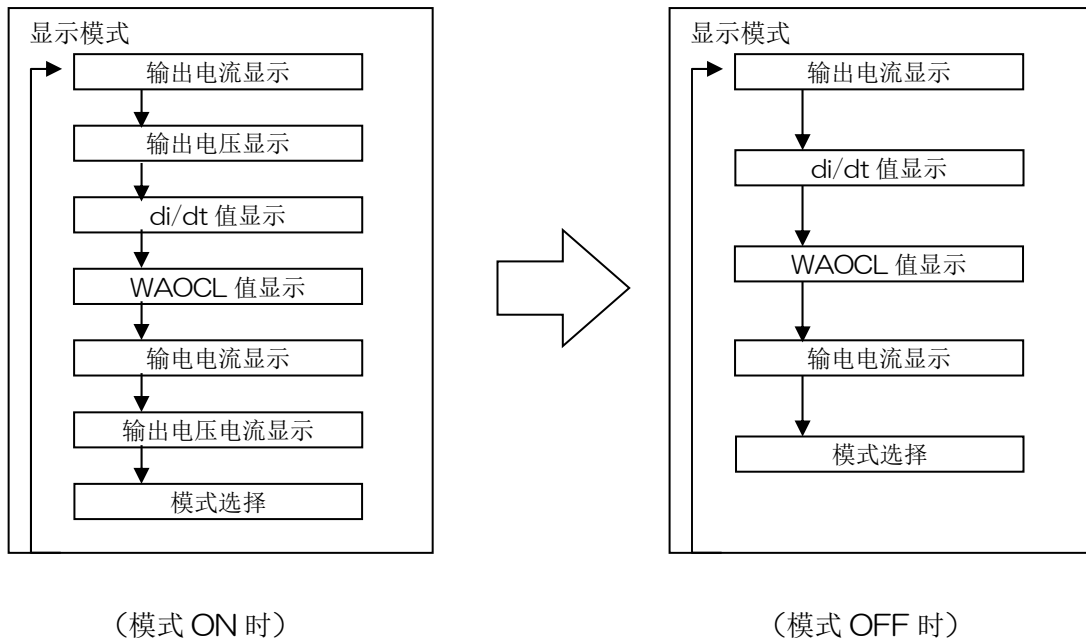 显示模式
输出电流显示
输出电压显示
di/dt 值显示
WAOCL 值显示
输电电流显示
输出电压电流显示
模式选择
（模式 ON 时）
显示模式
输出电流显示
di/dt 值显示
WAOCL 值显示
输电电流显示
模式选择
（模式 OFF 时）